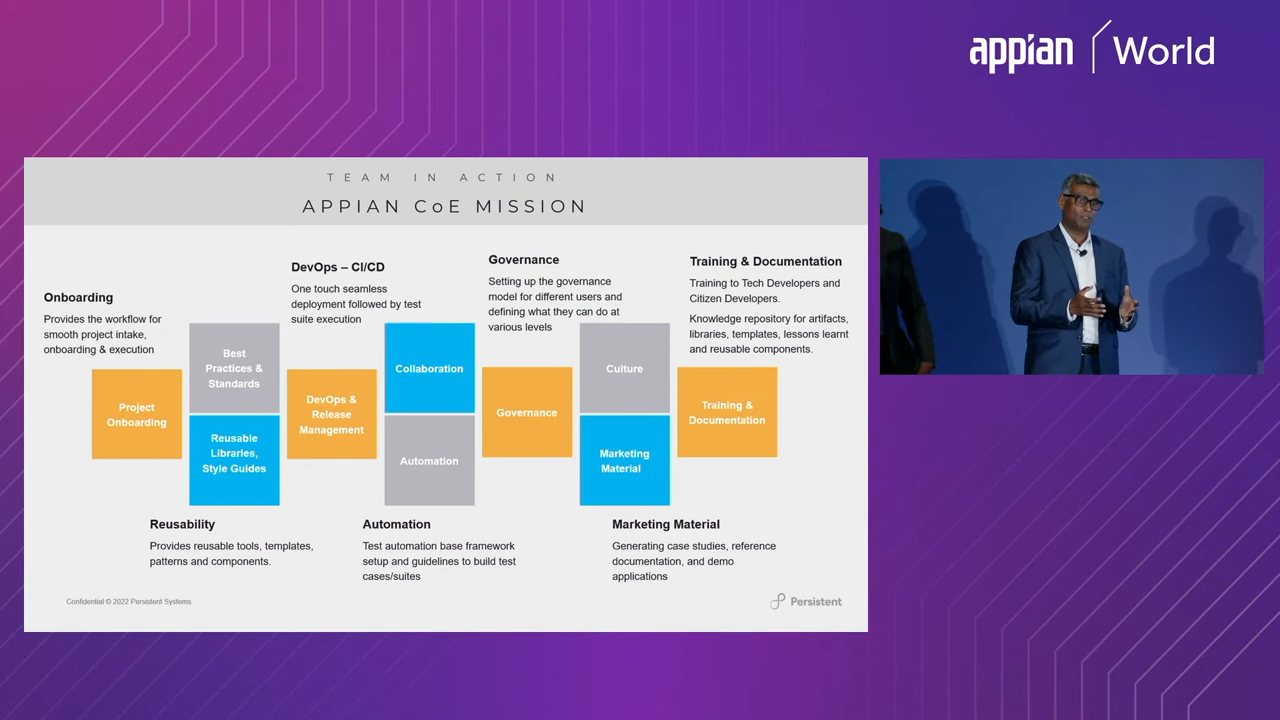 appian World
TEAM IN ACTION
APPIAN CoE MISSION
Onboarding
Provides the workflow for
smooth project intake,
onboarding & execution
DevOps – CI/CD
One touch seamless
deployment followed by test
suite execution
Governance
Setting up the governance
model for different users and
defining what they can do at
various levels
Training & Documentation
Training to Tech Developers and
Citizen Developers.
Knowledge repository for artifacts,
libraries, templates, lessons learnt
and reusable components.
Project
Onboarding
Best
Practices &
Standards
Reusable
Libraries,
Style Guides
DevOps &
Release
Management
Collaboration
Automation
Governance
Culture
Marketing
Material
Training &
Documentation
Reusability
Provides reusable tools, templates,
patterns and components.
Automation
Test automation base framework
setup and guidelines to build test
cases/suites
Marketing Material
Generating case studies, reference
documentation, and demo
applications
Confidential © 2022 Persistent Systems
Persistent